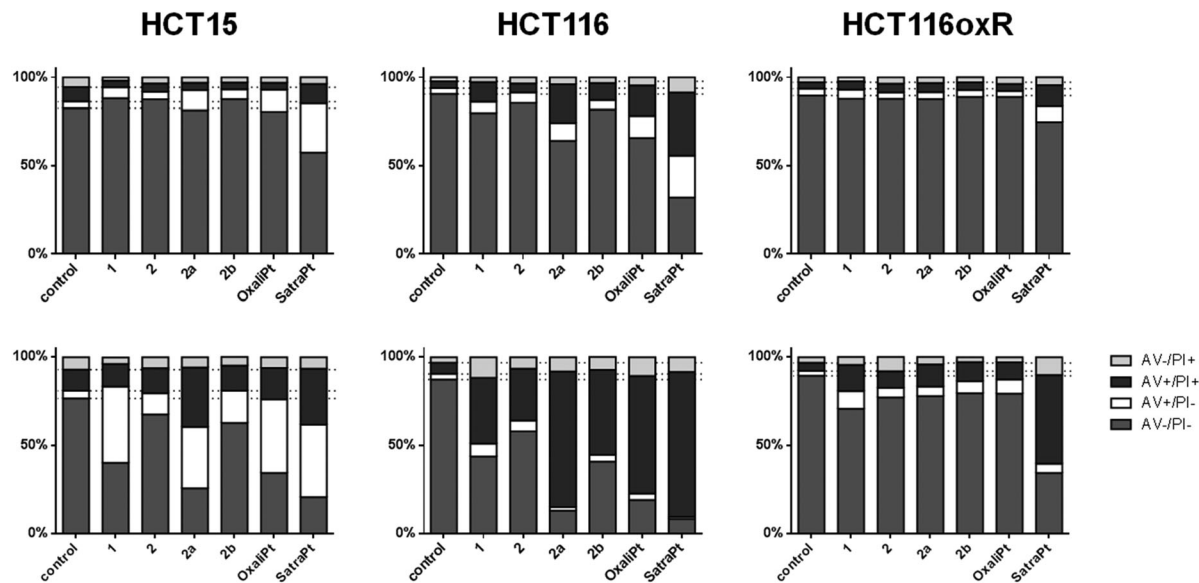 HCT15 HCT116 HCT116oxR
100% 100% 100%
50% 50% 50%
0% 0% 0%
control 1 2 2a 2b OxaliPt SatraPt control 1 2 2a 2b OxaliPt SatraPt control 1 2 2a 2b OxaliPt SatraPt
100% 100% 100%
AV-/PI+
AV+/PI+
AV+/PI-
AV-/PI-
50% 50% 50%
0% 0% 0%
control 1 2 2a 2b OxaliPt SatraPt control 1 2 2a 2b OxaliPt SatraPt control 1 2 2a 2b OxaliPt SatraPt